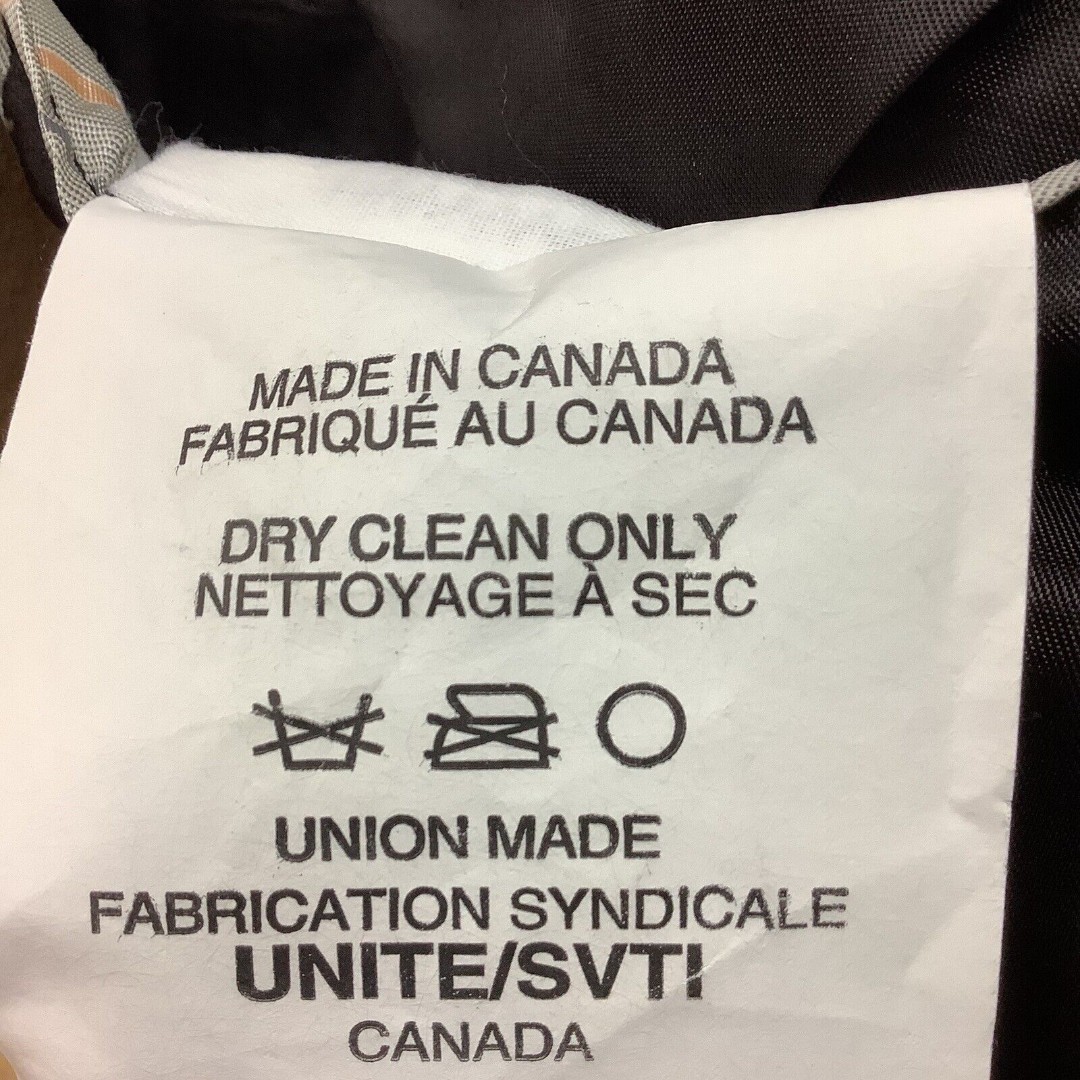 MADE IN CANADA
FABRIQUÉ AU CANADA
DRY CLEAN ONLY
NETTOYAGE À SEC
UNION MADE
FABRICATION SYNDICALE
UNITE/SVTI
CANADA